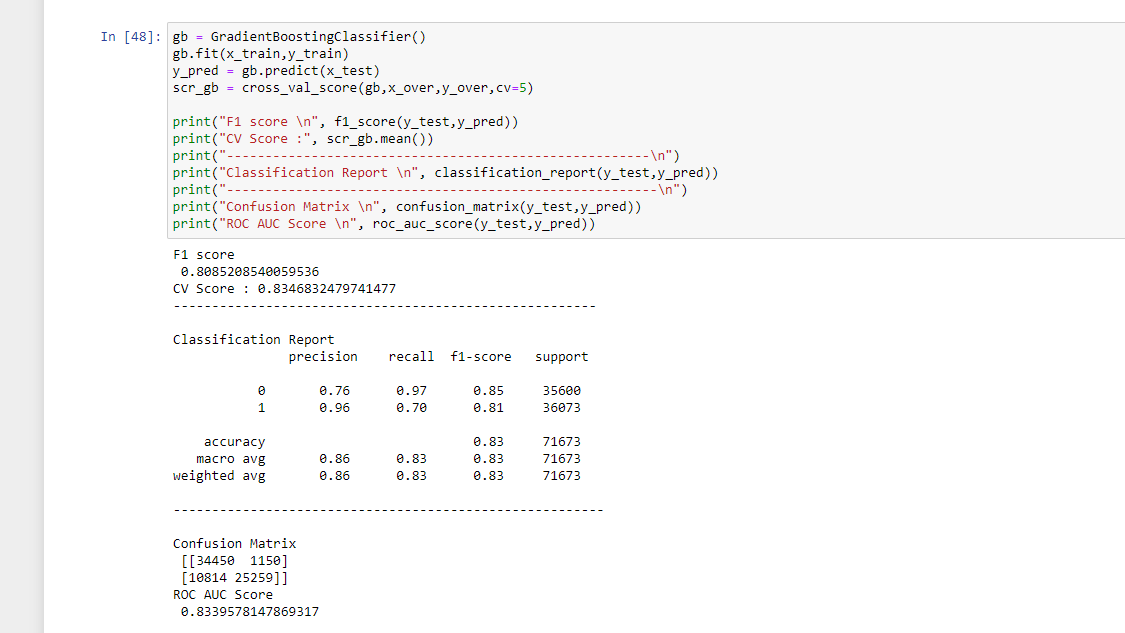 In [48]: gb = GradientBoostingClassifier()
gb.fit(x_train,y_train)
y_pred = gb.predict(x_test)
scr_gb = cross_val_score(gb,x_over,y_over,cv=5)

print("F1 score \n", f1_score(y_test,y_pred))
print("CV Score :", scr_gb.mean())
print("-------------------------------------------------------\n")
print("Classification Report \n", classification_report(y_test,y_pred))
print("--------------------------------------------------------\n")
print("Confusion Matrix \n", confusion_matrix(y_test,y_pred))
print("ROC AUC Score \n", roc_auc_score(y_test,y_pred))

F1 score
 0.8085208540059536
CV Score : 0.8346832479741477
-------------------------------------------------------

Classification Report
               precision    recall  f1-score   support

           0       0.76      0.97      0.85     35600
           1       0.96      0.70      0.81     36073

    accuracy                           0.83     71673
   macro avg       0.86      0.83      0.83     71673
weighted avg       0.86      0.83      0.83     71673

--------------------------------------------------------

Confusion Matrix
 [[34450  1150]
 [10814 25259]]
ROC AUC Score
 0.8339578147869317